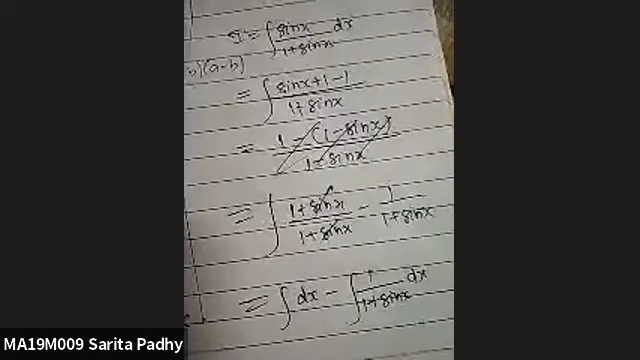 I = ∫ sinx/1+sinx dx
b)(a-b)
= ∫ sinx+1-1/1+sinx
= 1-(1-sinx)/1-sinx
= ∫ 1+sinx/1+sinx - 1/1+sinx
= ∫ dx - ∫ 1/1+sinx dx
MA19M009 Sarita Padhy